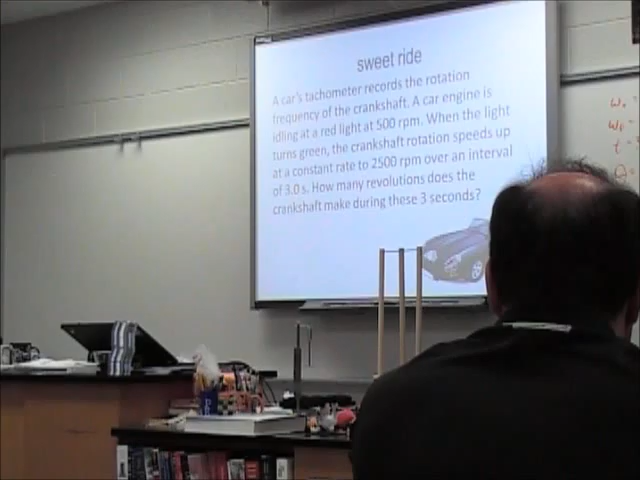 sweet ride
A car's tachometer records the rotation
frequency of the crankshaft. A car engine is
idling at a red light at 500 rpm. When the light
turns green, the crankshaft rotation speeds up
at a constant rate to 2500 rpm over an interval
of 3.0 s. How many revolutions does the
crankshaft make during these 3 seconds?
ω₀ =
ωF =
t =